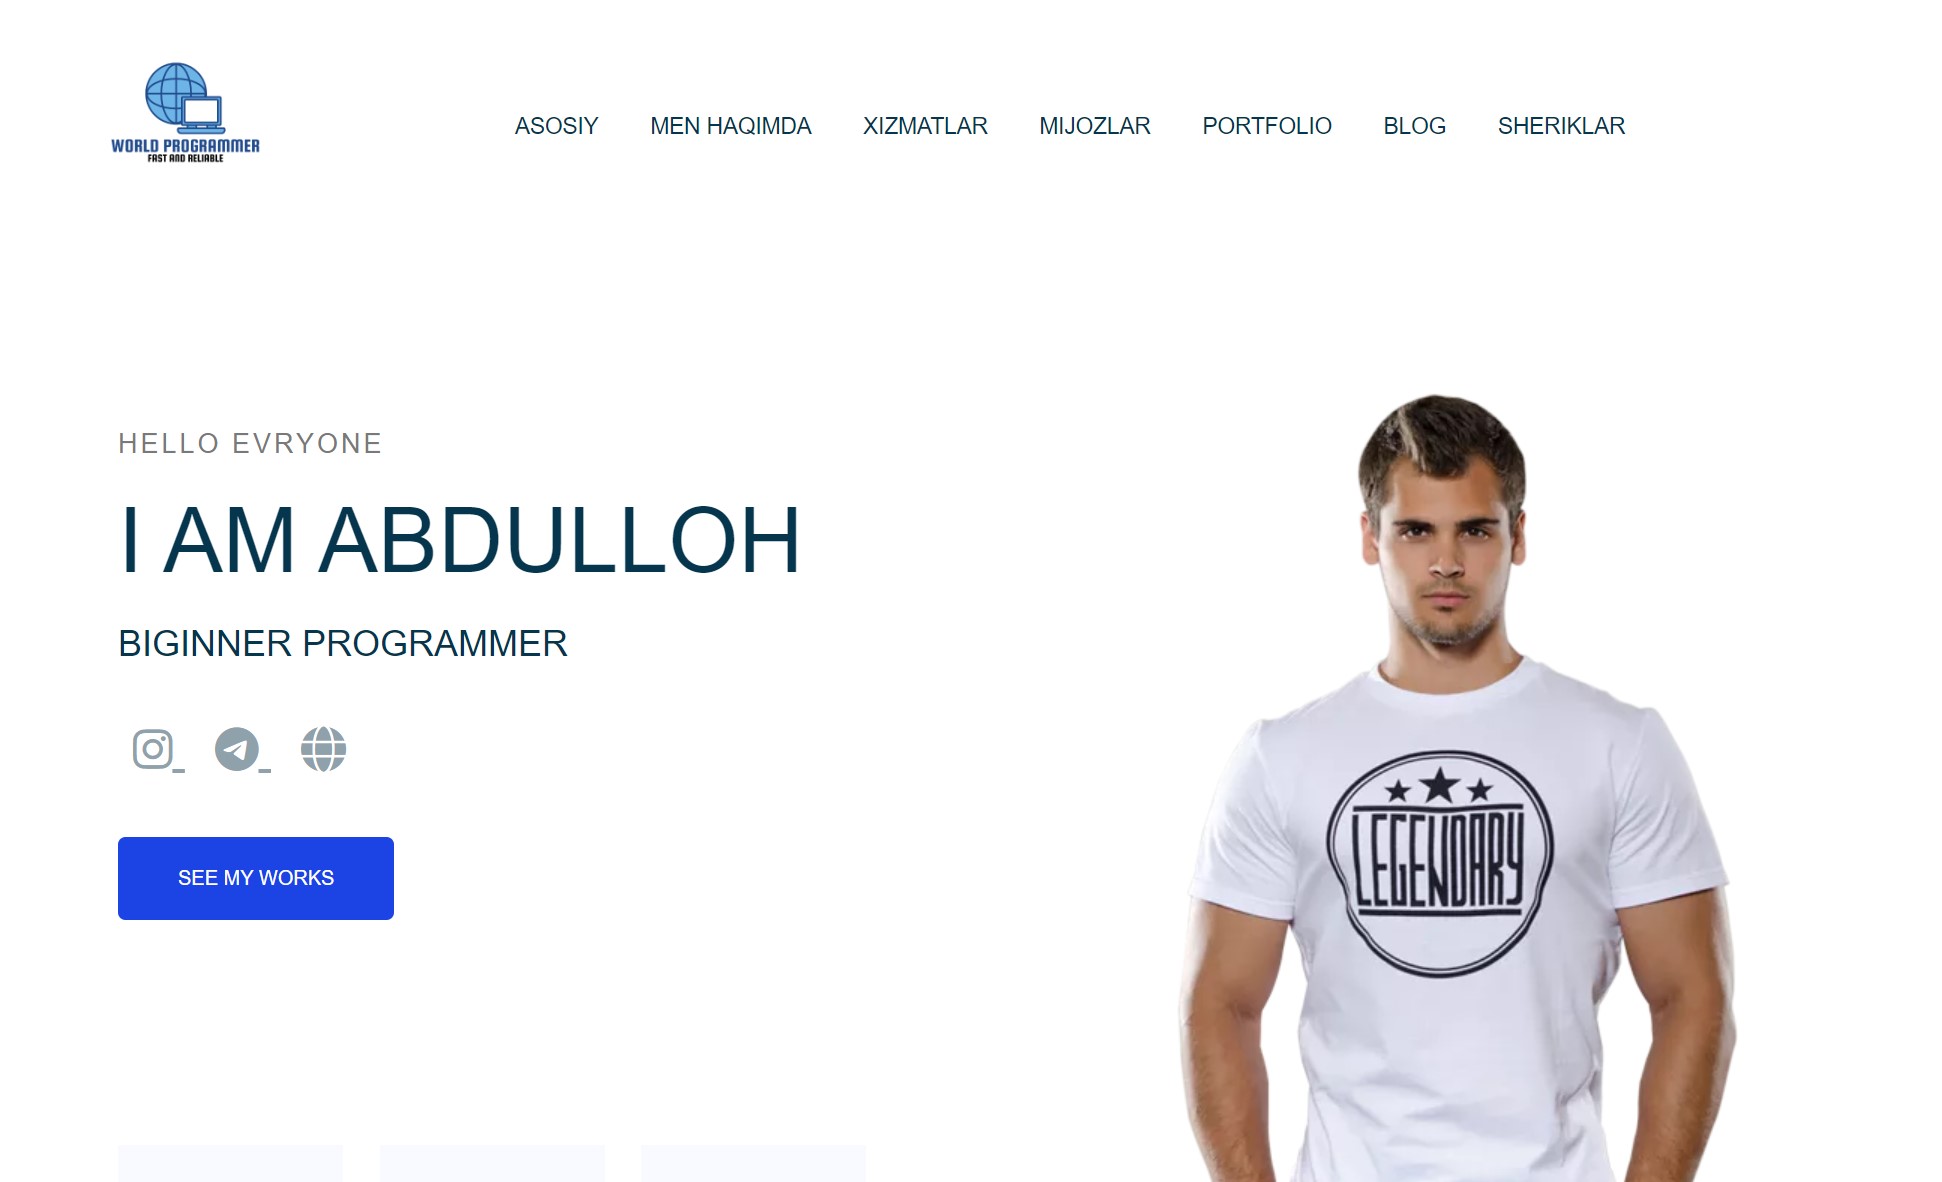 WORLD PROGRAMMER
FAST AND RELIABLE
ASOSIY MEN HAQIMDA XIZMATLAR MIJOZLAR PORTFOLIO BLOG SHERIKLAR
HELLO EVRYONE
I AM ABDULLOH
BIGINNER PROGRAMMER
SEE MY WORKS
LEGENDARY